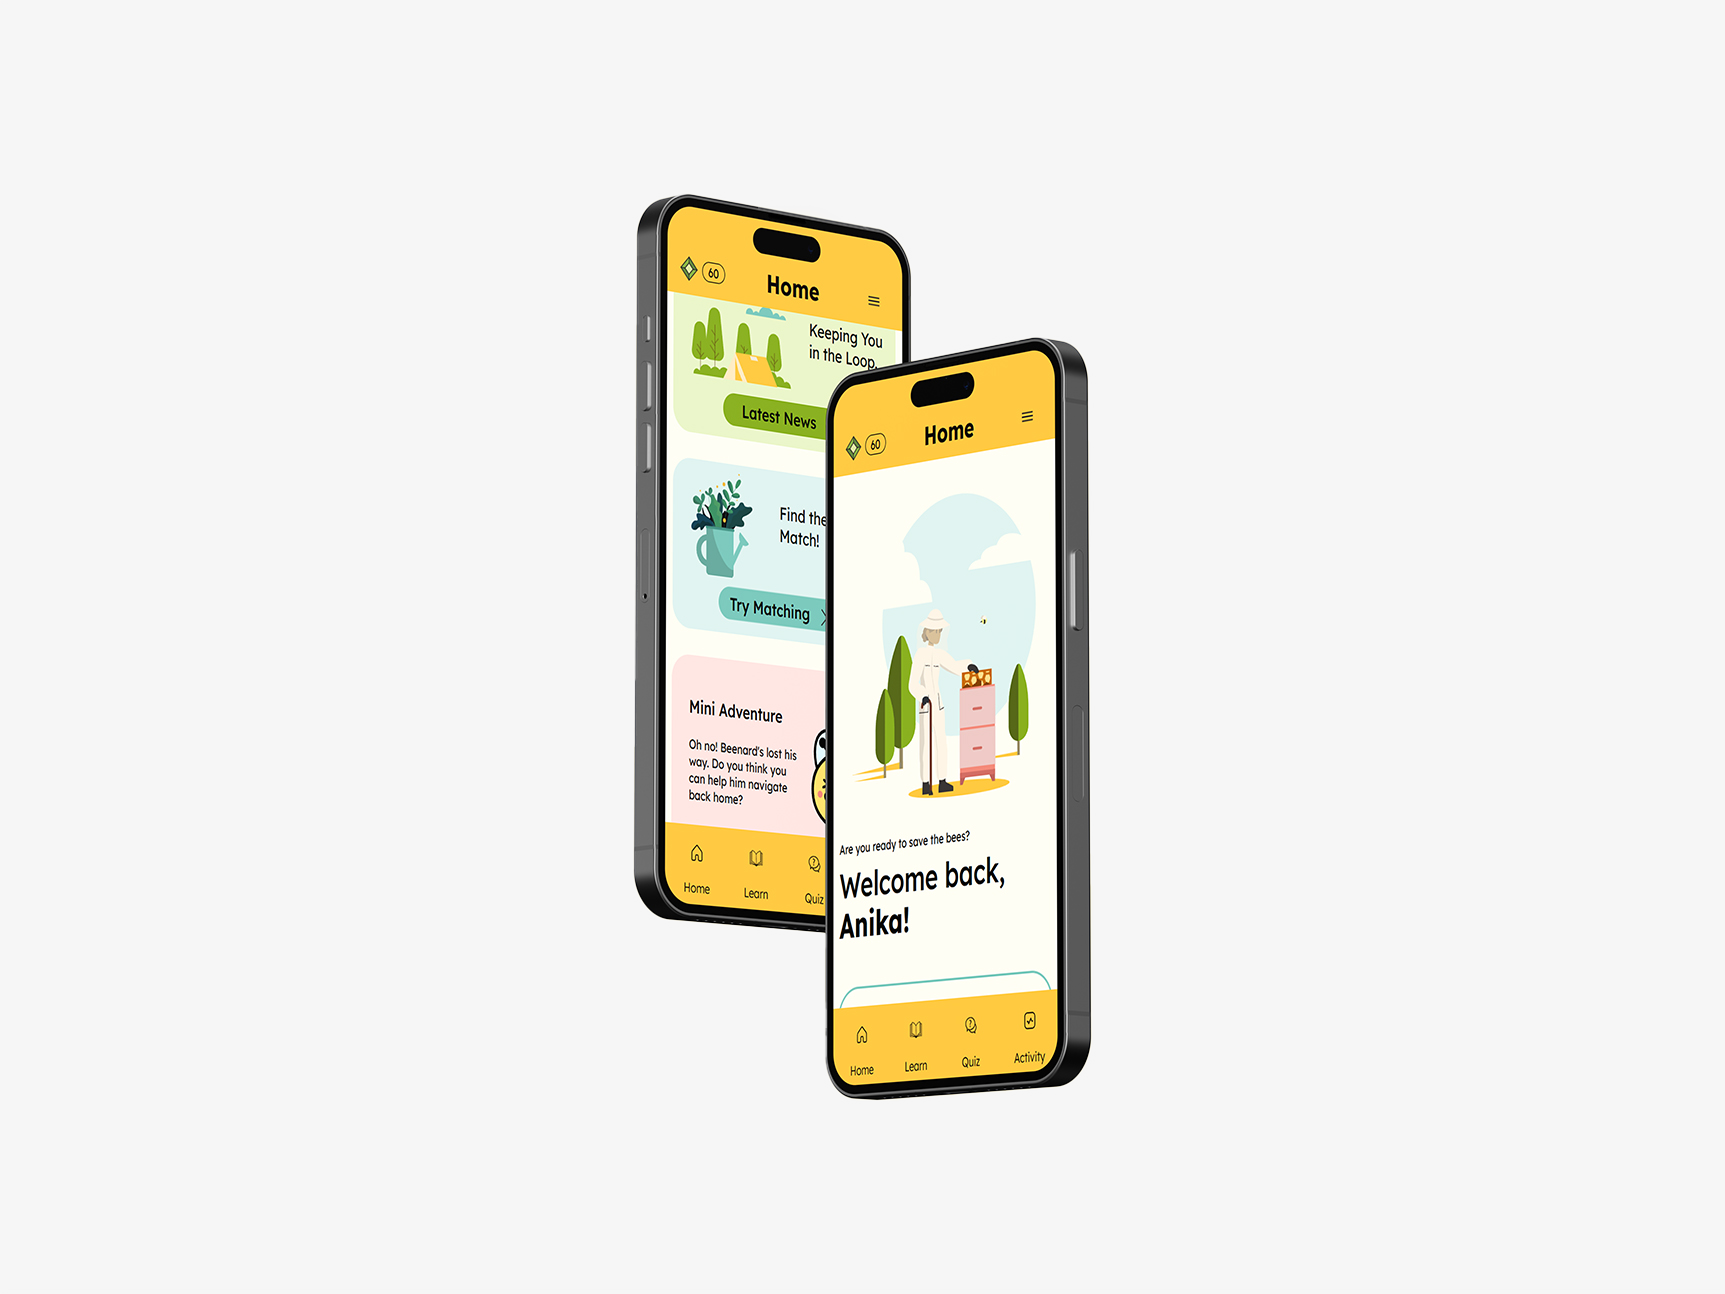 60
Home
Keeping You
in the Loop.
Latest News
Find the
Match!
Try Matching
Mini Adventure
Oh no! Beenard's lost his
way. Do you think you
can help him navigate
back home?
Home
Learn
Quiz
60
Home
Are you ready to save the bees?
Welcome back,
Anika!
Home
Learn
Quiz
Activity